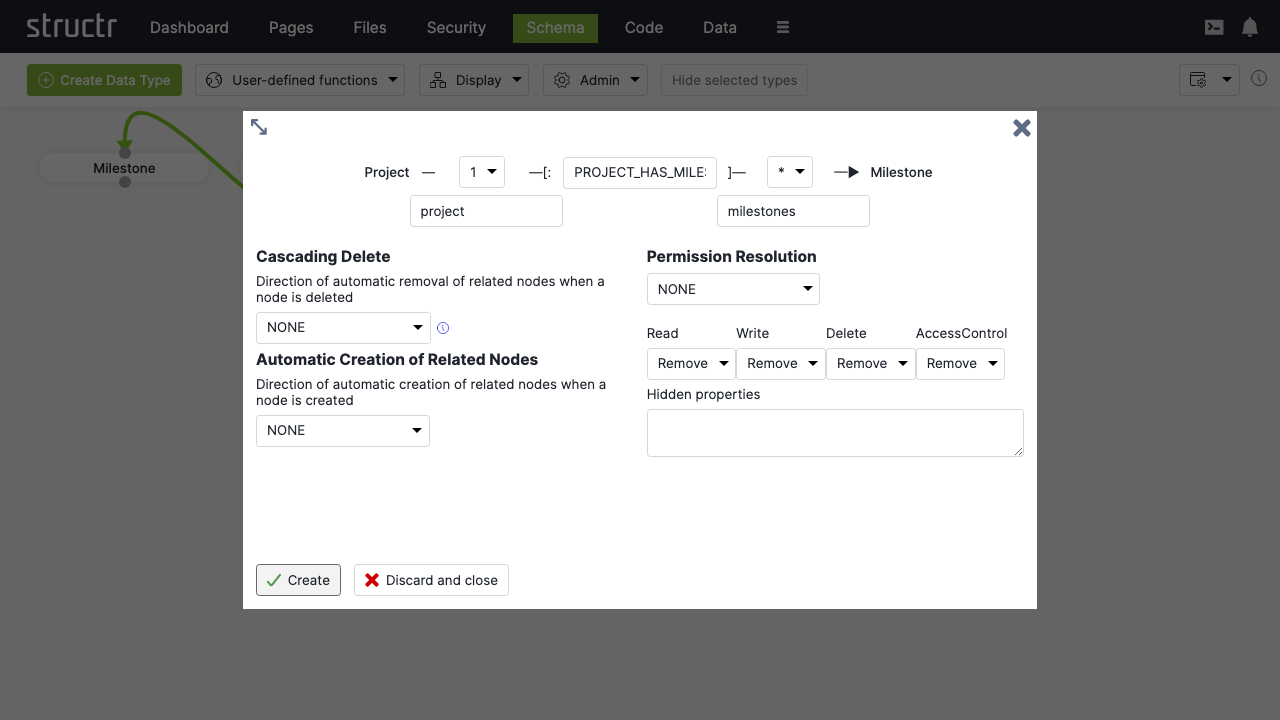 structr Dashboard Pages Files Security Schema Code Data
Create Data Type User-defined functions Display Admin Hide selected types
Milestone
Project — 1 —[: PROJECT_HAS_MILES ]— * —▶ Milestone
project milestones
Cascading Delete
Direction of automatic removal of related nodes when a
node is deleted
NONE
Automatic Creation of Related Nodes
Direction of automatic creation of related nodes when a
node is created
NONE
Permission Resolution
NONE
Read Write Delete AccessControl
Remove Remove Remove Remove
Hidden properties
Create Discard and close